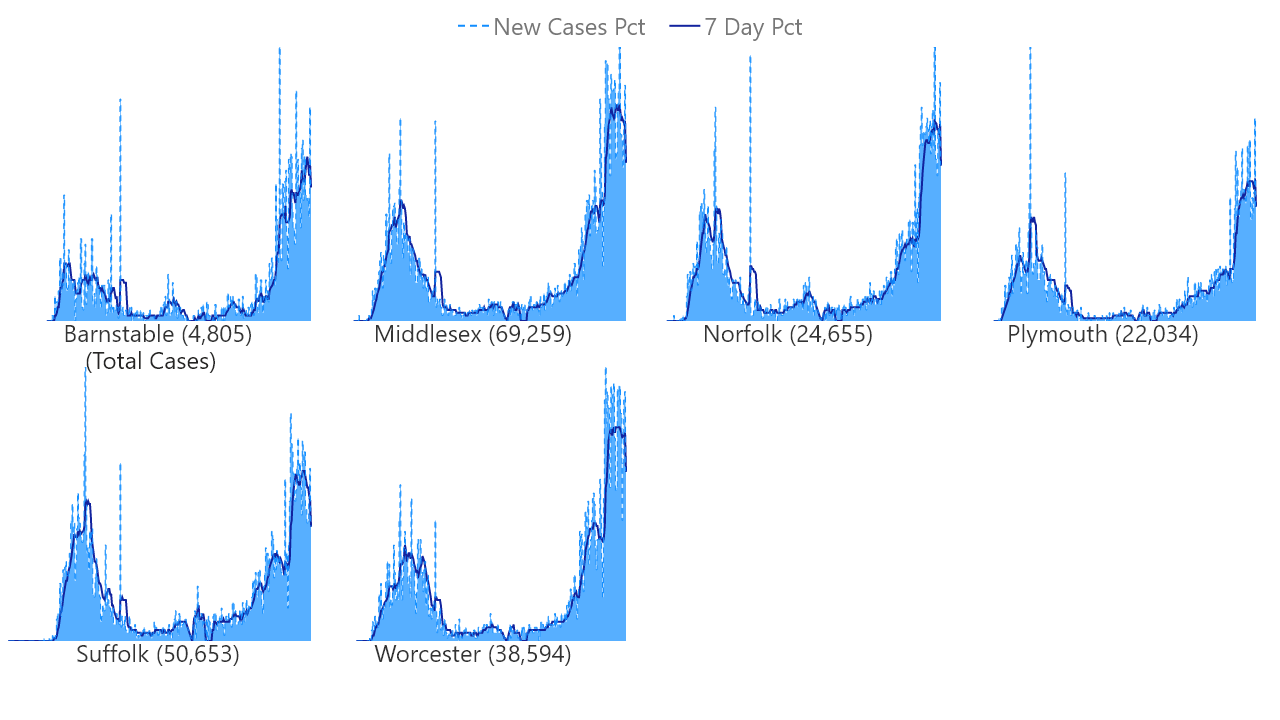 New Cases Pct 7 Day Pct
Barnstable (4,805) Middlesex (69,259) Norfolk (24,655) Plymouth (22,034)
(Total Cases)
Suffolk (50,653) Worcester (38,594)